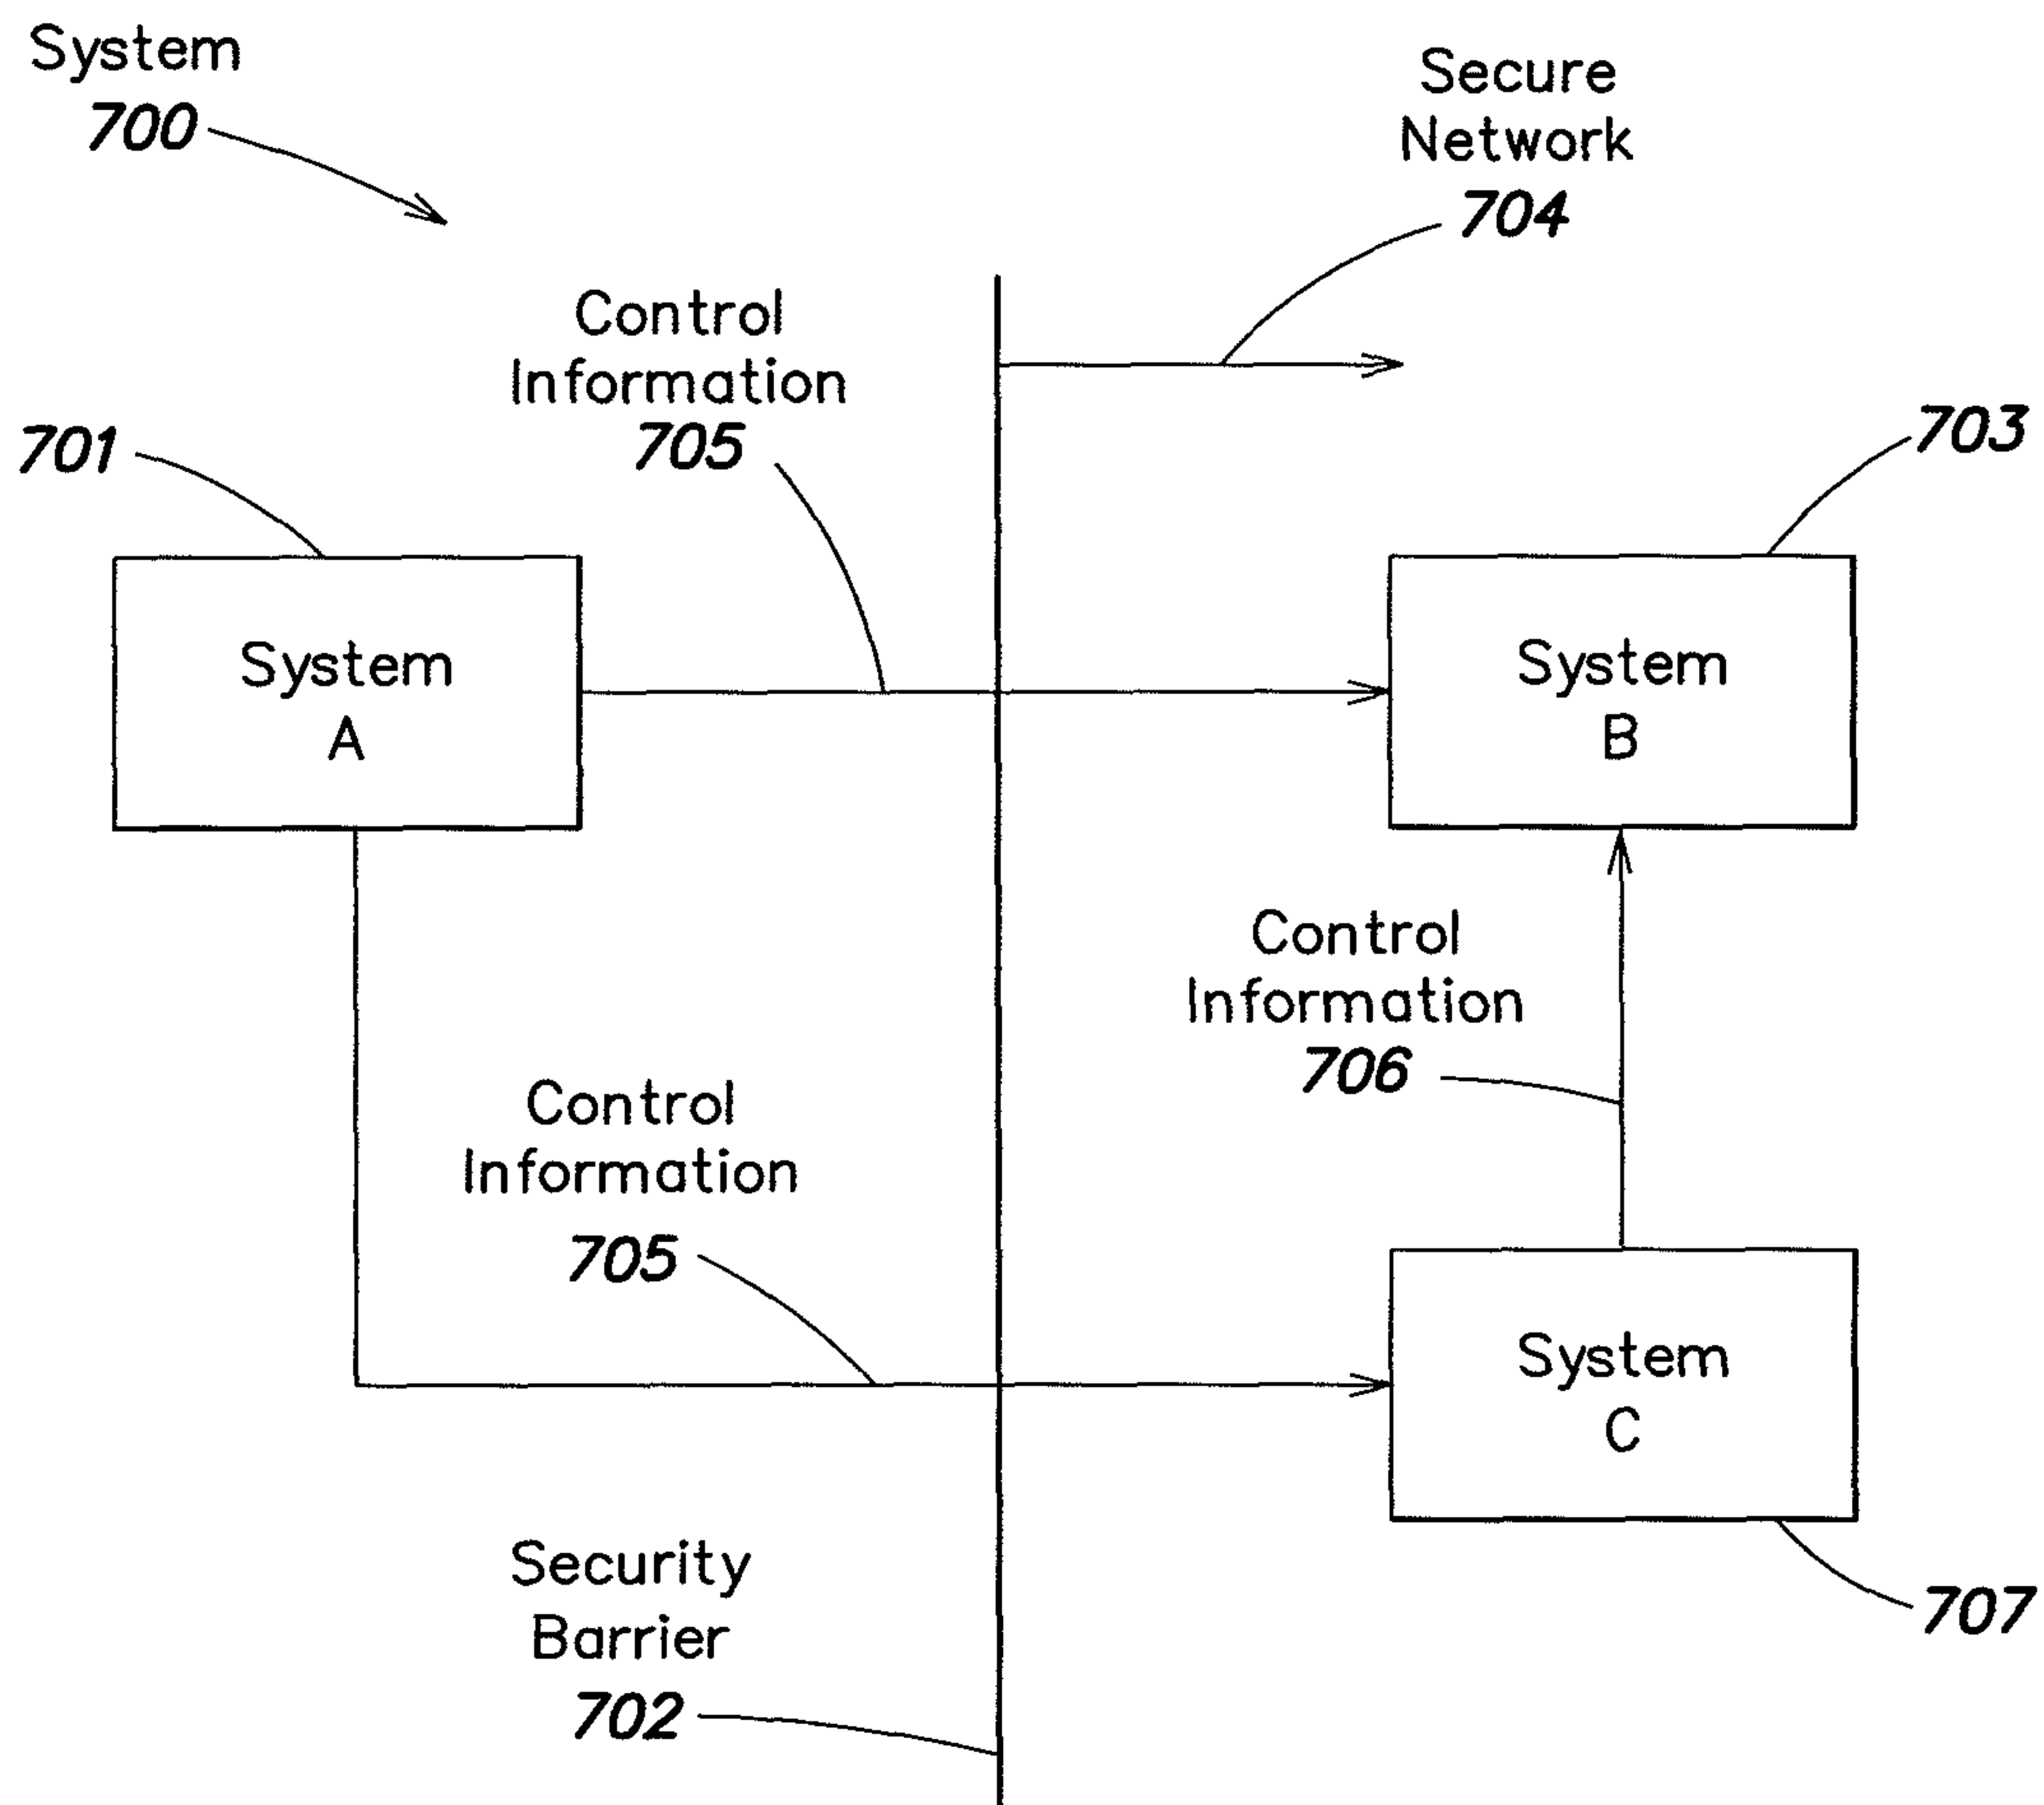 System
700
Secure
Network
704
Control
Information
705
701
703
System
A
System
B
Control
Information
706
Control
Information
705
System
C
Security
Barrier
702
707